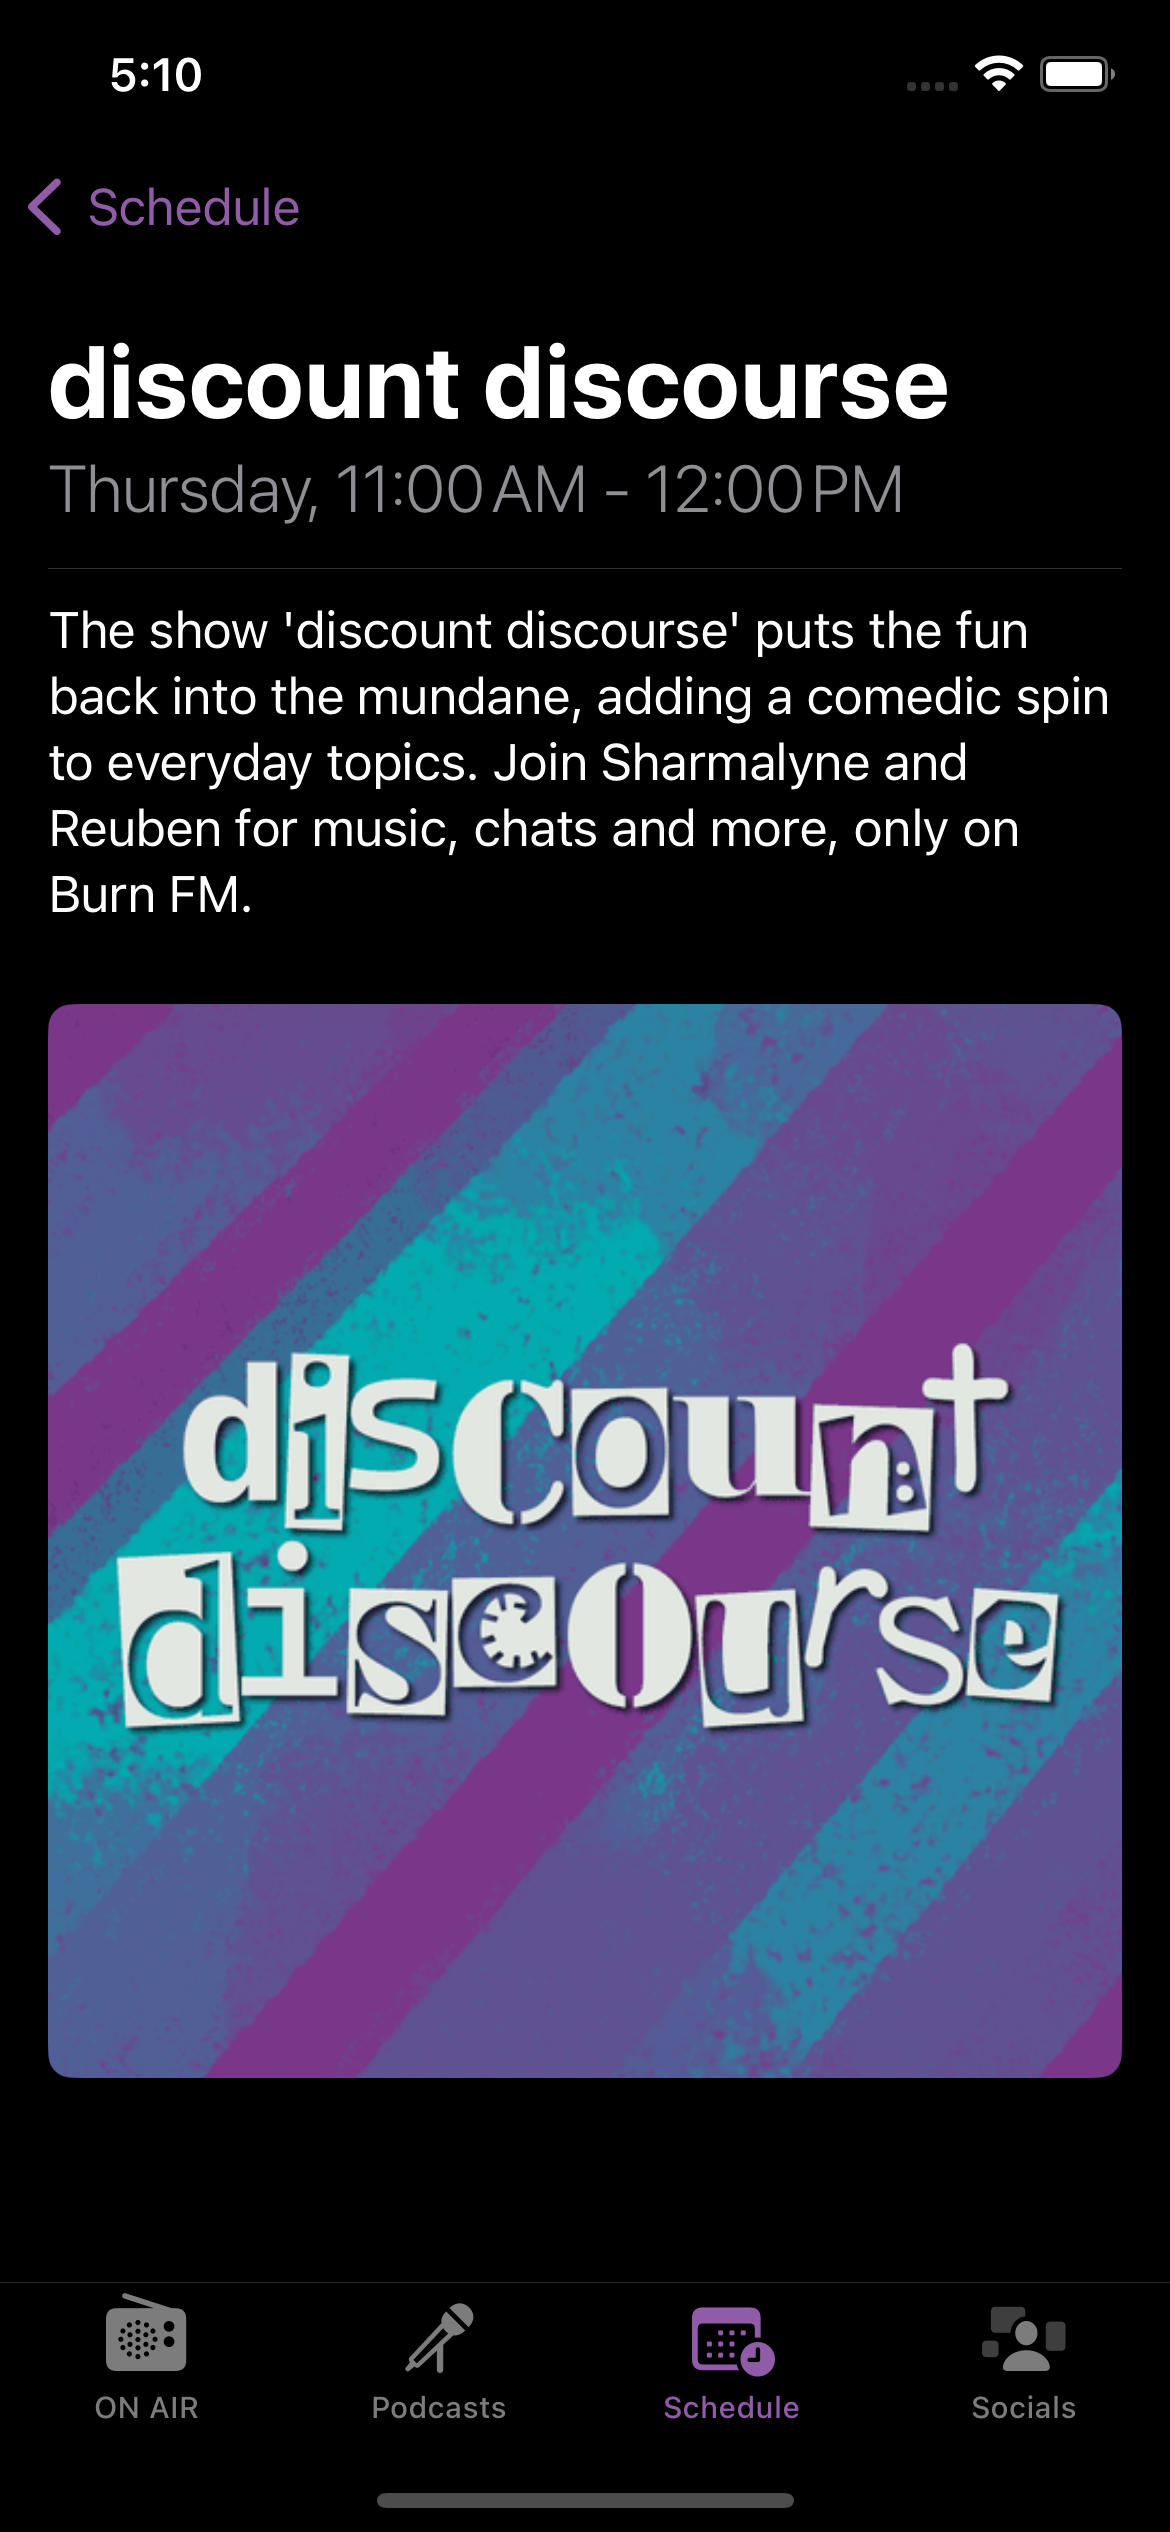 5:10
Schedule
discount discourse
Thursday, 11:00 AM - 12:00 PM
The show 'discount discourse' puts the fun
back into the mundane, adding a comedic spin
to everyday topics. Join Sharmalyne and
Reuben for music, chats and more, only on
Burn FM.
discount
discourse
ON AIR
Podcasts
Schedule
Socials